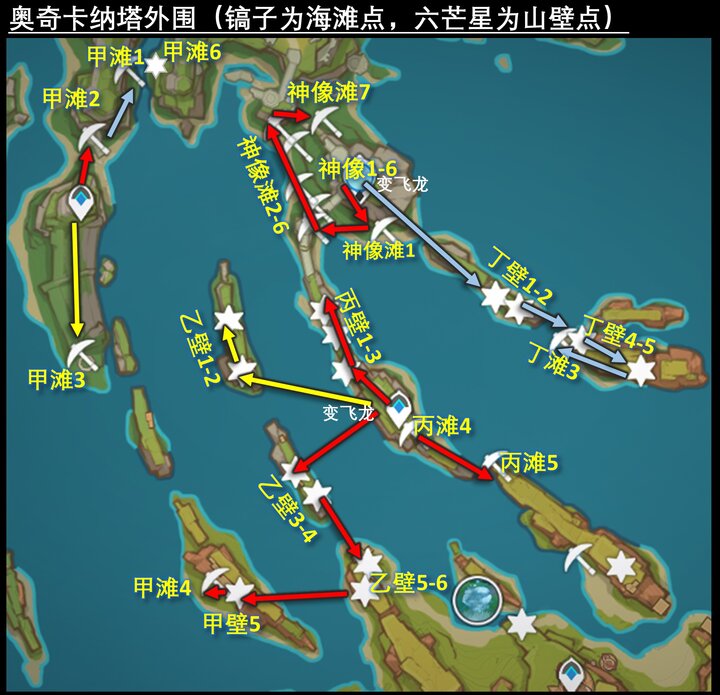 奥奇卡纳塔外围（镐子为海滩点，六芒星为山壁点）
甲滩1
甲滩6
甲滩2
神像滩7
神像滩2-6
神像1-6
变飞龙
神像滩1
丁壁1-2
丁壁4-5
丁滩3
丙壁1-3
乙壁1-2
甲滩3
变飞龙
丙滩4
丙滩5
乙壁3-4
乙壁5-6
甲滩4
甲壁5